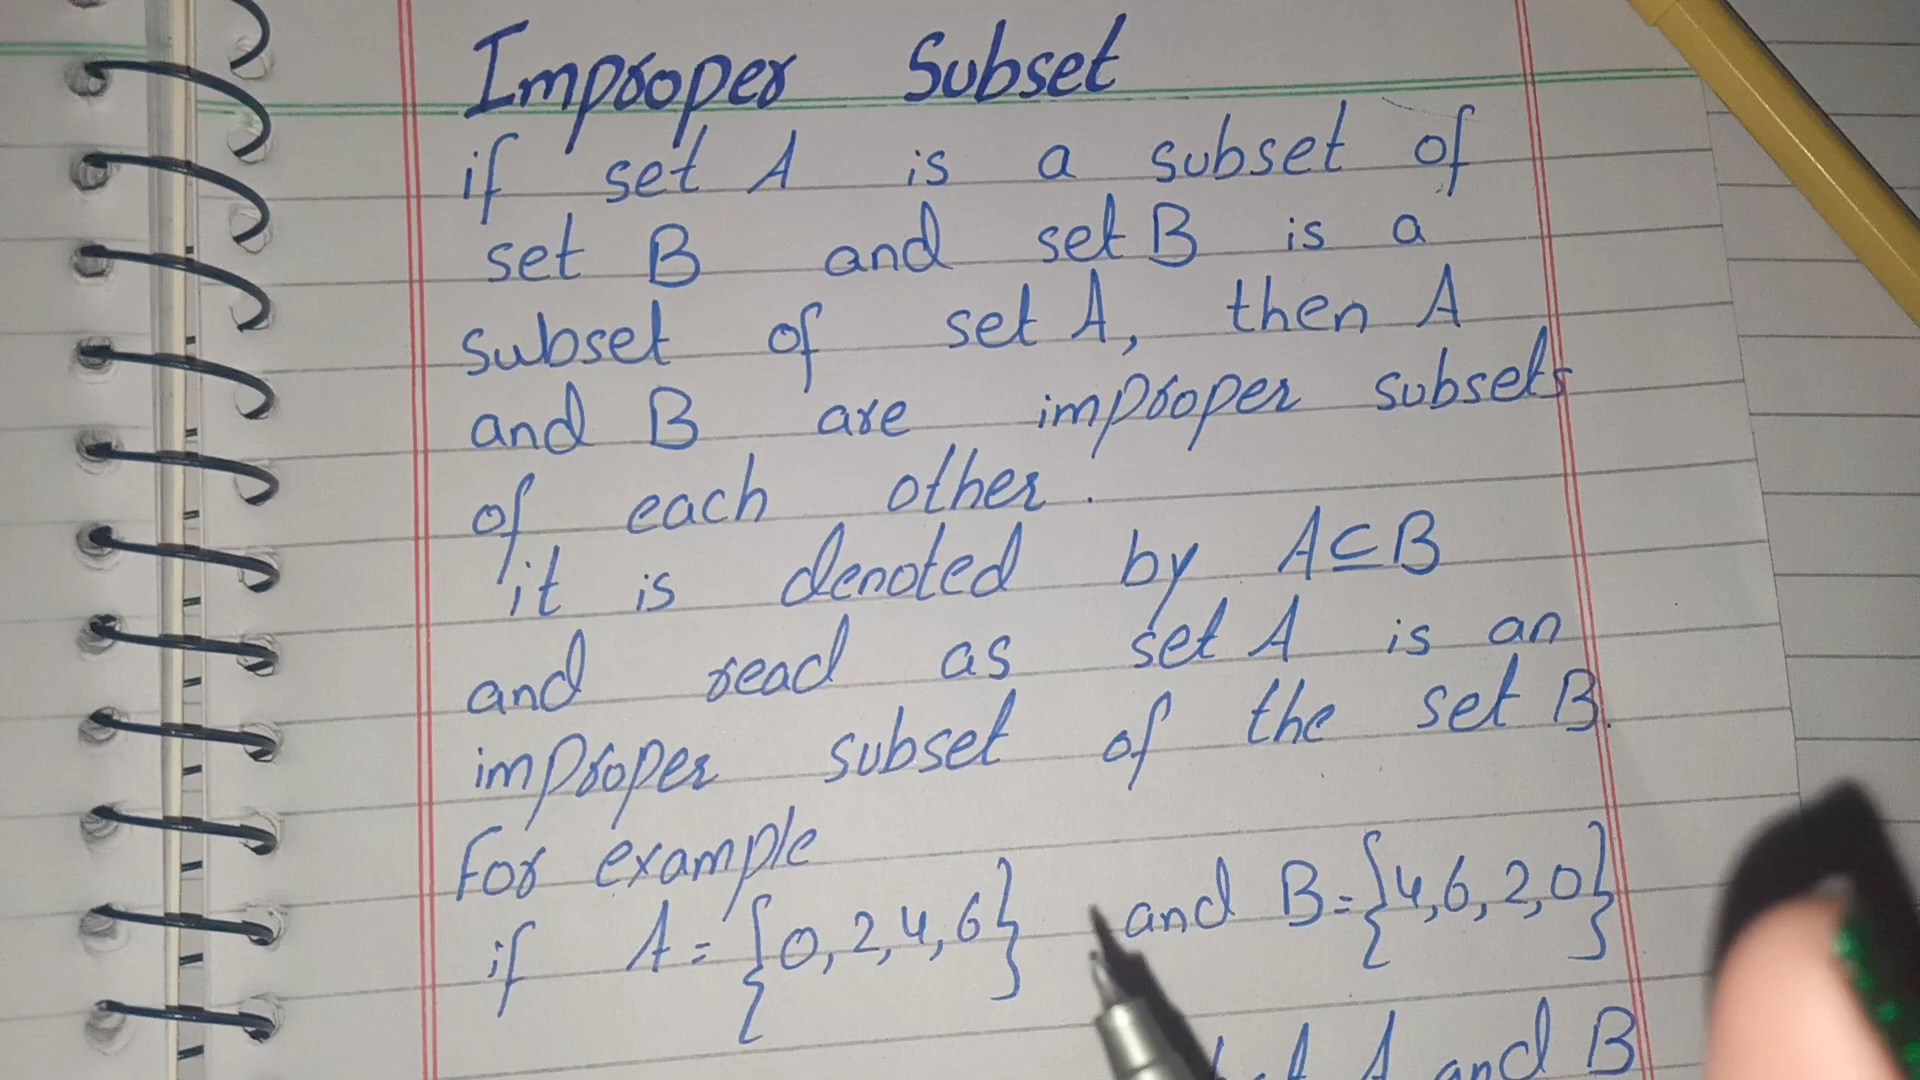 Improper Subset
if set A is a subset of
set B and set B is a
subset of set A, then A
and B are improper subsets
of each other.
it is denoted by A⊆B
and read as set A is an
improper subset of the set B.
For example
if A = {0,2,4,6} and B = {4,6,2,0}
A and B